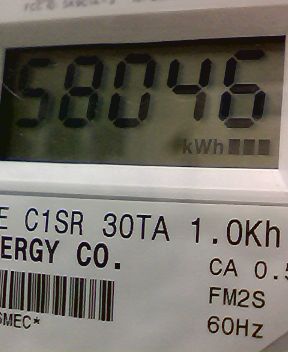 58046
kWh
E C1SR 30TA 1.0Kh
ERGY CO.
CA 0.5
FM2S
60Hz
SMEC*